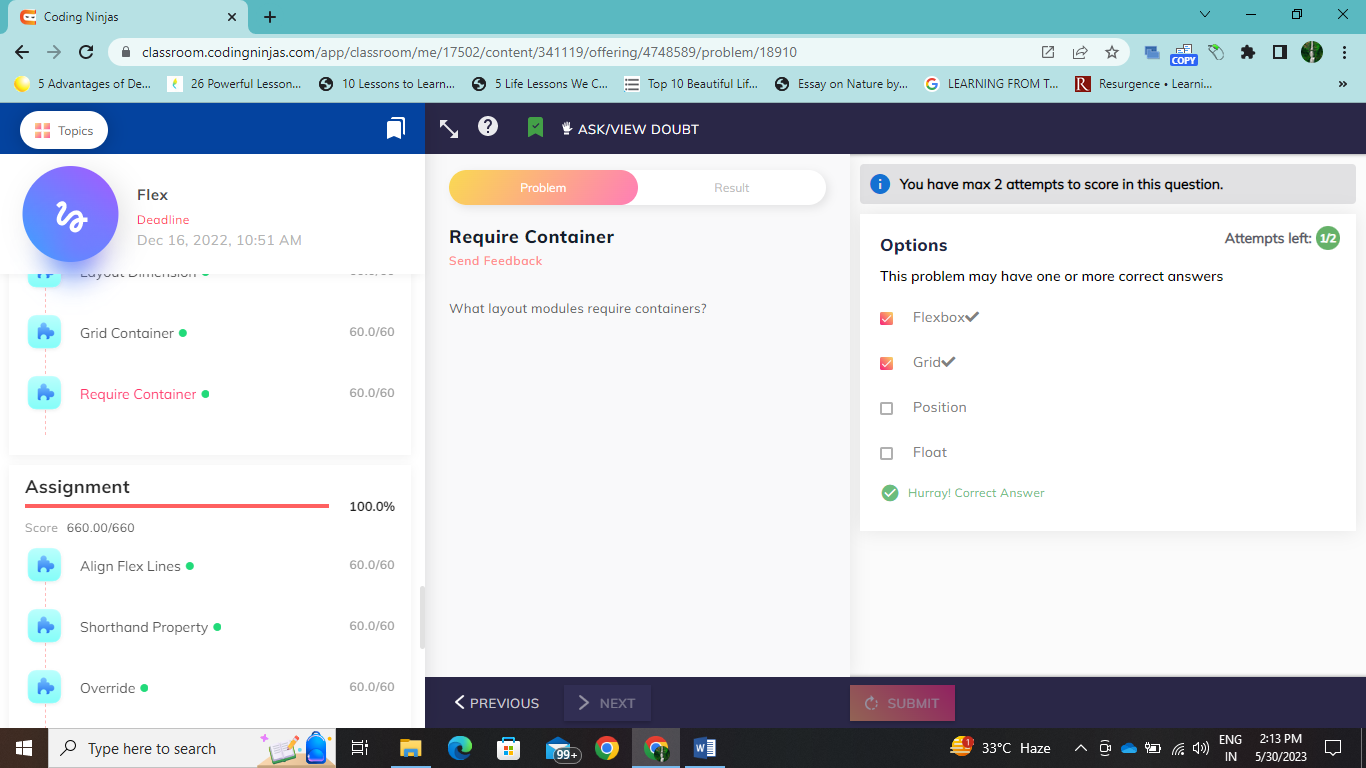 Coding Ninjas
classroom.codingninjas.com/app/classroom/me/17502/content/341119/offering/4748589/problem/18910
COPY
5 Advantages of De...
26 Powerful Lesson...
10 Lessons to Learn...
5 Life Lessons We C...
Top 10 Beautiful Lif...
Essay on Nature by...
LEARNING FROM T...
Resurgence • Learni...
»
Topics
ASK/VIEW DOUBT
Flex
Deadline
Dec 16, 2022, 10:51 AM
Layout Dimension
Grid Container 60.0/60
Require Container 60.0/60
Assignment
100.0%
Score 660.00/660
Align Flex Lines 60.0/60
Shorthand Property 60.0/60
Override 60.0/60
Problem
Result
Require Container
Send Feedback
What layout modules require containers?
You have max 2 attempts to score in this question.
Options
Attempts left: 1/2
This problem may have one or more correct answers
Flexbox
Grid
Position
Float
Hurray! Correct Answer
PREVIOUS
NEXT
SUBMIT
Type here to search
99+
1
33°C Haze
ENG
IN
2:13 PM
5/30/2023